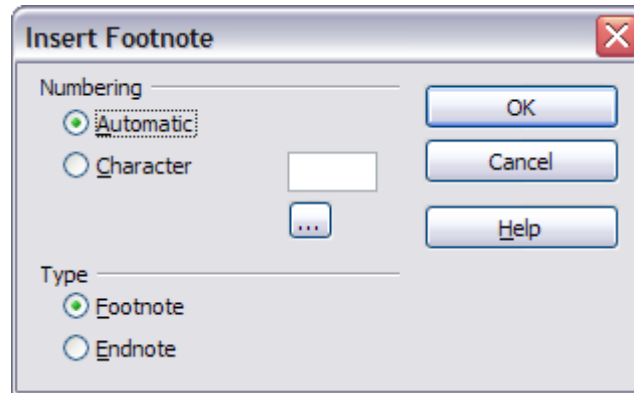 Insert Footnote
Numbering
Automatic
OK
Character
Cancel
...
Help
Type
Footnote
Endnote